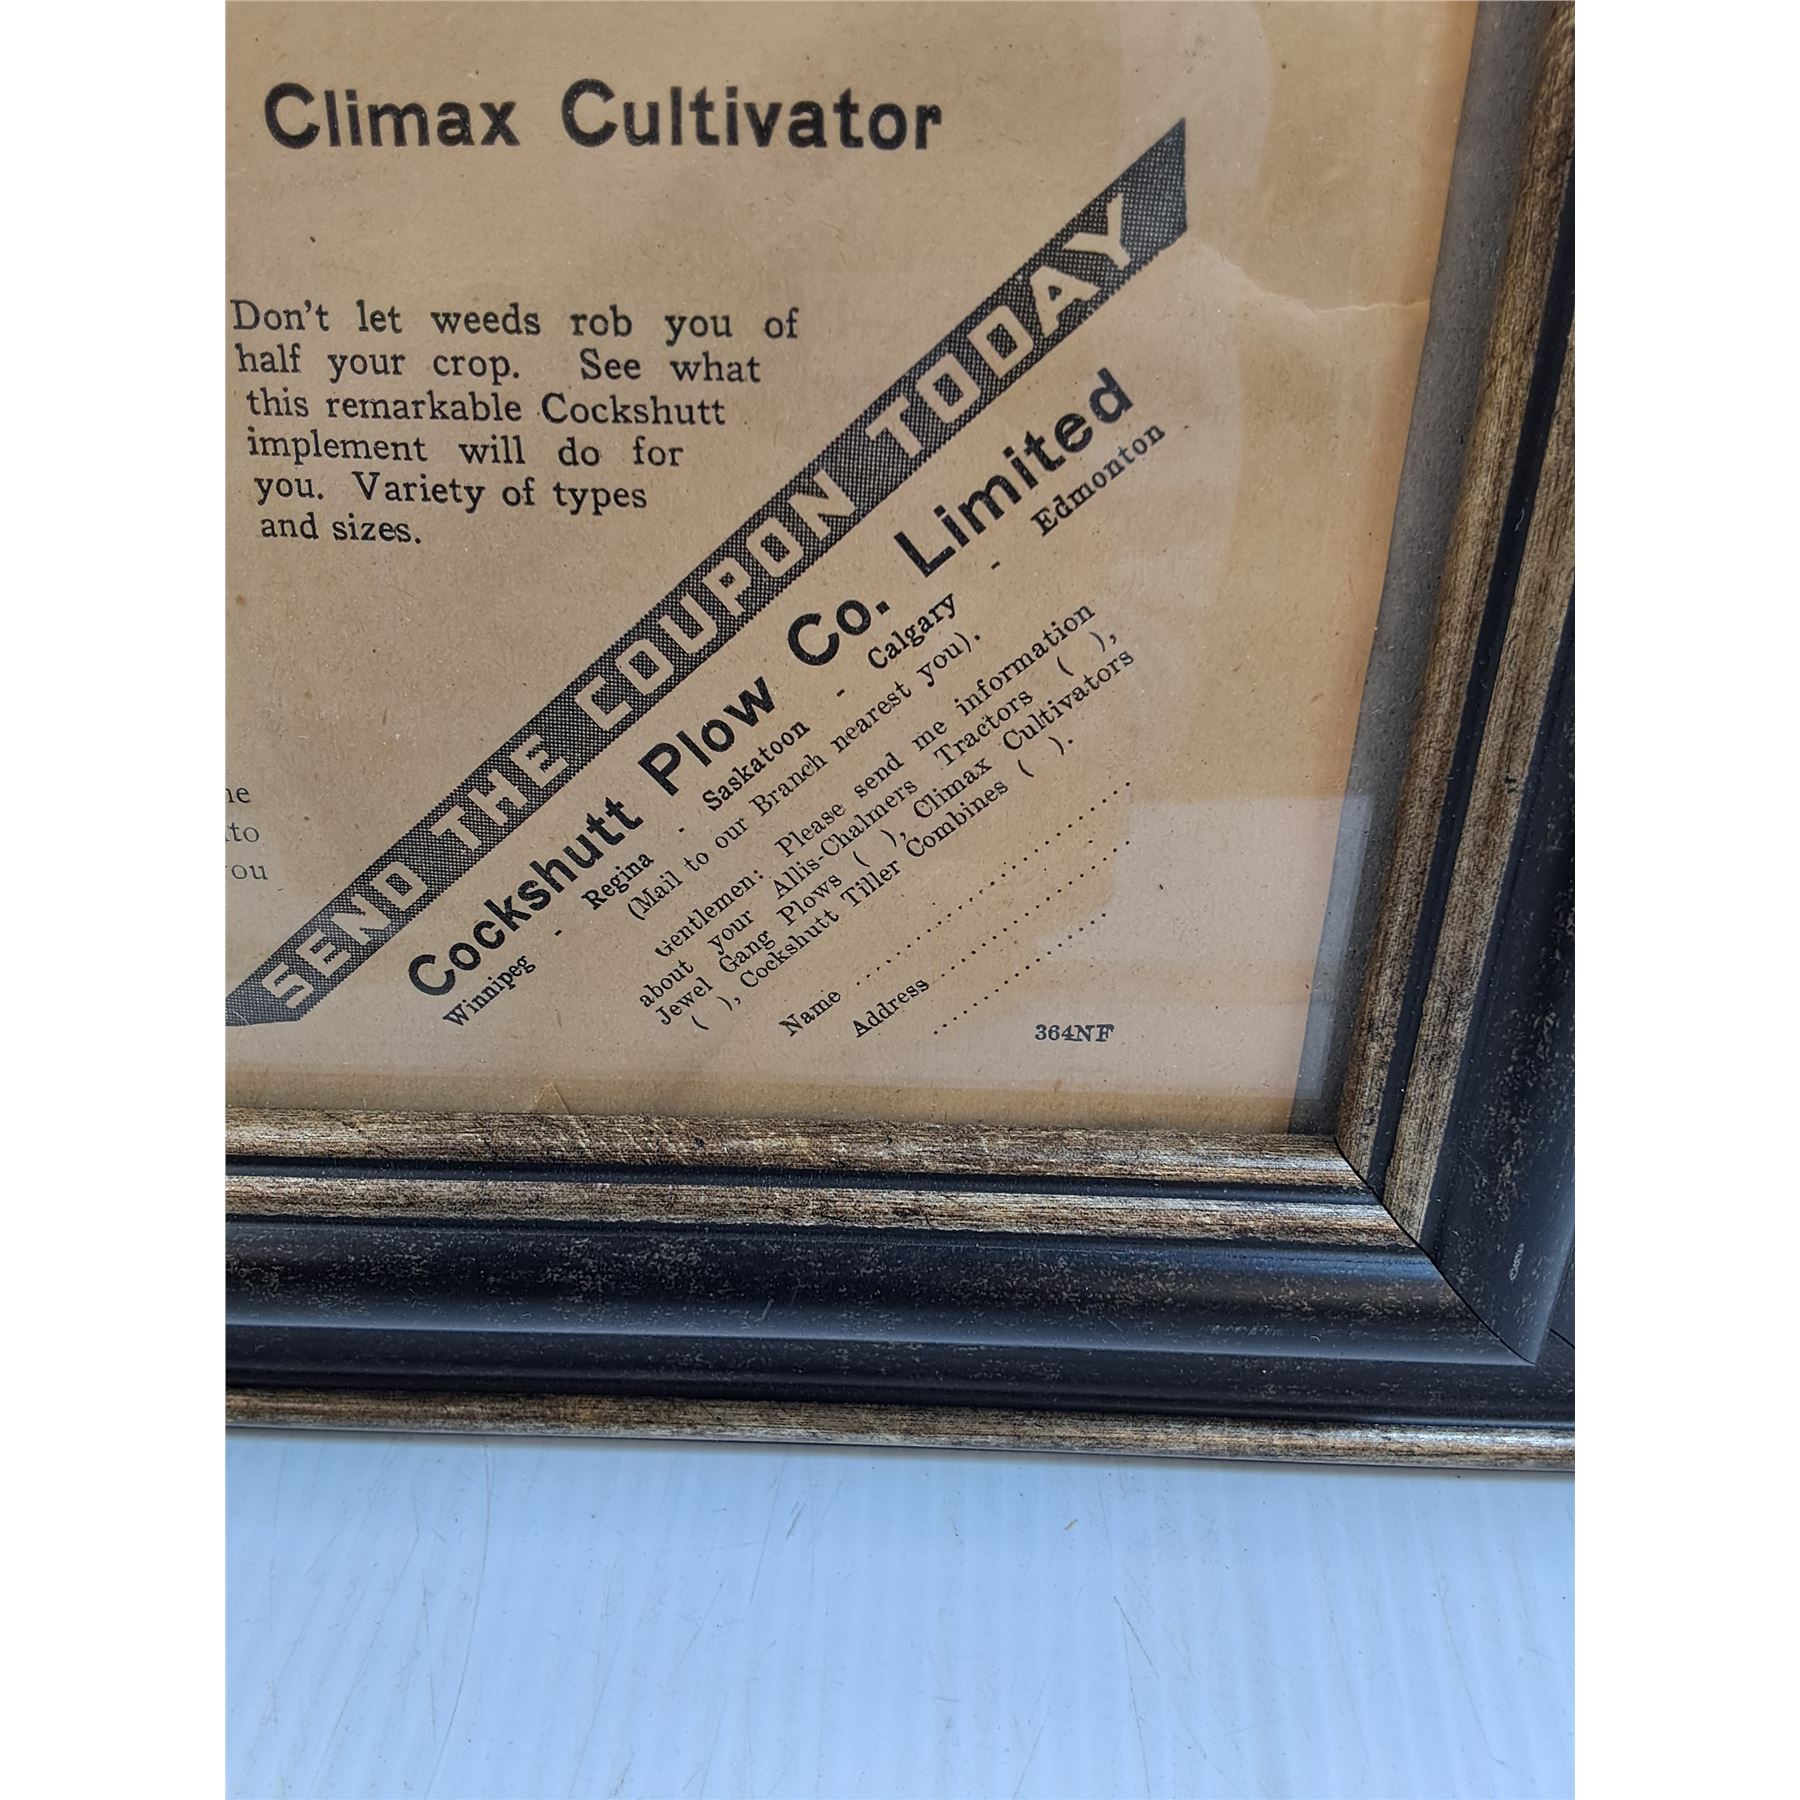 Climax Cultivator
Don't let weeds rob you of
half your crop. See what
this remarkable Cockshutt
implement will do for
you. Variety of types
and sizes.
to
you
SEND THE COUPON TODAY
Cockshutt Plow Co. Limited
Winnipeg - Regina - Saskatoon - Calgary - Edmonton
(Mail to our Branch nearest you).
Gentlemen: Please send me information
about your Allis-Chalmers Tractors ( ),
Jewel Gang Plows ( ), Climax Cultivators
( ), Cockshutt Tiller Combines ( ).
Name
Address
364NF